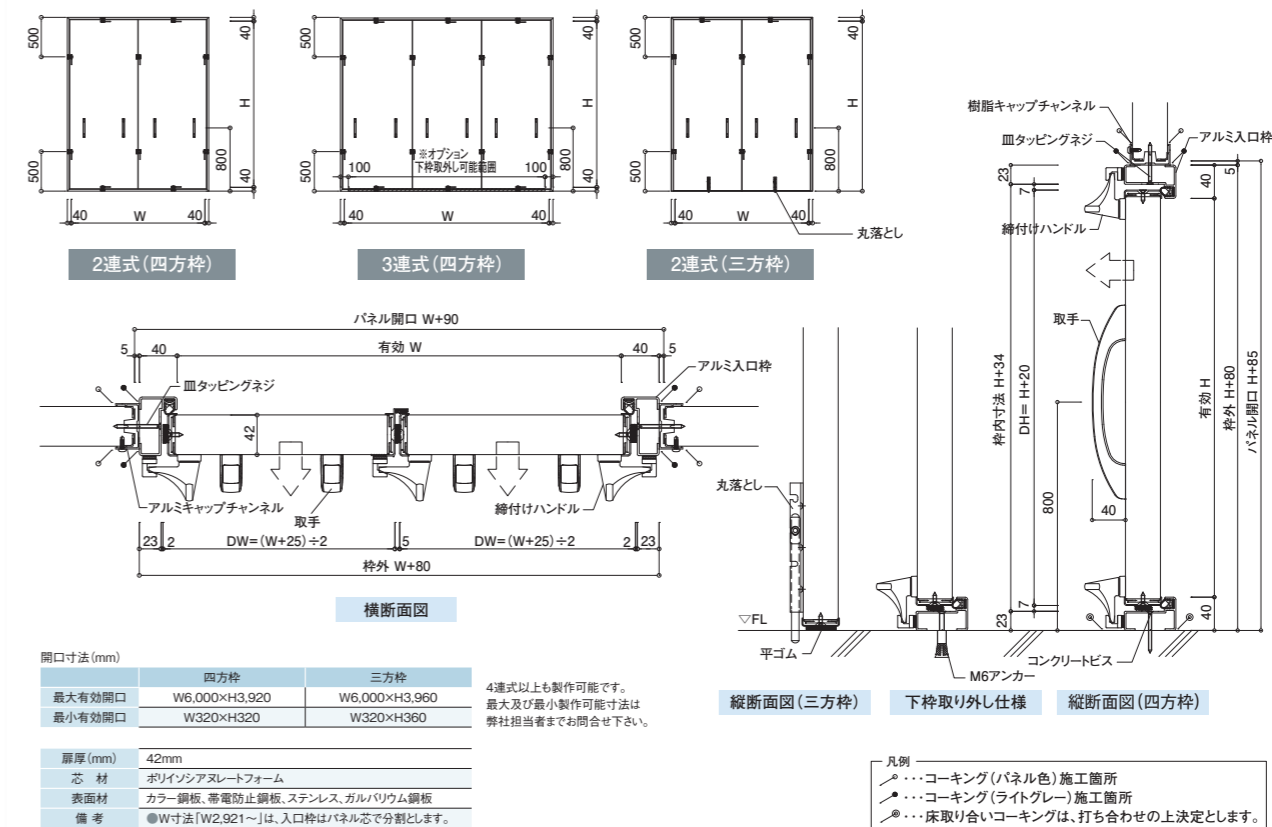 500
500
40
H
800
40
40
W
40
2連式(四方枠)
500
500
※オプション
下枠取外し可能範囲
100
100
40
H
800
40
40
W
40
3連式(四方枠)
500
500
40
H
800
40
W
40
丸落とし
2連式(三方枠)
パネル開口 W+90
5
40
有効 W
40
5
アルミ入口枠
皿タッピングネジ
42
アルミキャップチャンネル
取手
締付けハンドル
23
2
DW=(W+25)÷2
5
DW=(W+25)÷2
2
23
枠外 W+80
横断面図
樹脂キャップチャンネル
皿タッピングネジ
アルミ入口枠
23
7
40
5
締付けハンドル
取手
枠内寸法 H+34
DH= H+20
800
40
有効 H
枠外 H+80
パネル開口 H+85
丸落とし
▽FL
平ゴム
7
23
40
M6アンカー
コンクリートビス
縦断面図(三方枠)
下枠取り外し仕様
縦断面図(四方枠)
開口寸法(mm)
四方枠 三方枠
最大有効開口 W6,000×H3,920 W6,000×H3,960
最小有効開口 W320×H320 W320×H360
4連式以上も製作可能です。
最大及び最小製作可能寸法は
弊社担当者までお問合せ下さい。
扉厚(mm) 42mm
芯 材 ポリイソシアヌレートフォーム
表面材 カラー鋼板、帯電防止鋼板、ステンレス、ガルバリウム鋼板
備 考 ●W寸法「W2,921～」は、入口枠はパネル芯で分割とします。
凡例
･･･コーキング(パネル色)施工箇所
･･･コーキング(ライトグレー)施工箇所
･･･床取り合いコーキングは、打ち合わせの上決定とします。